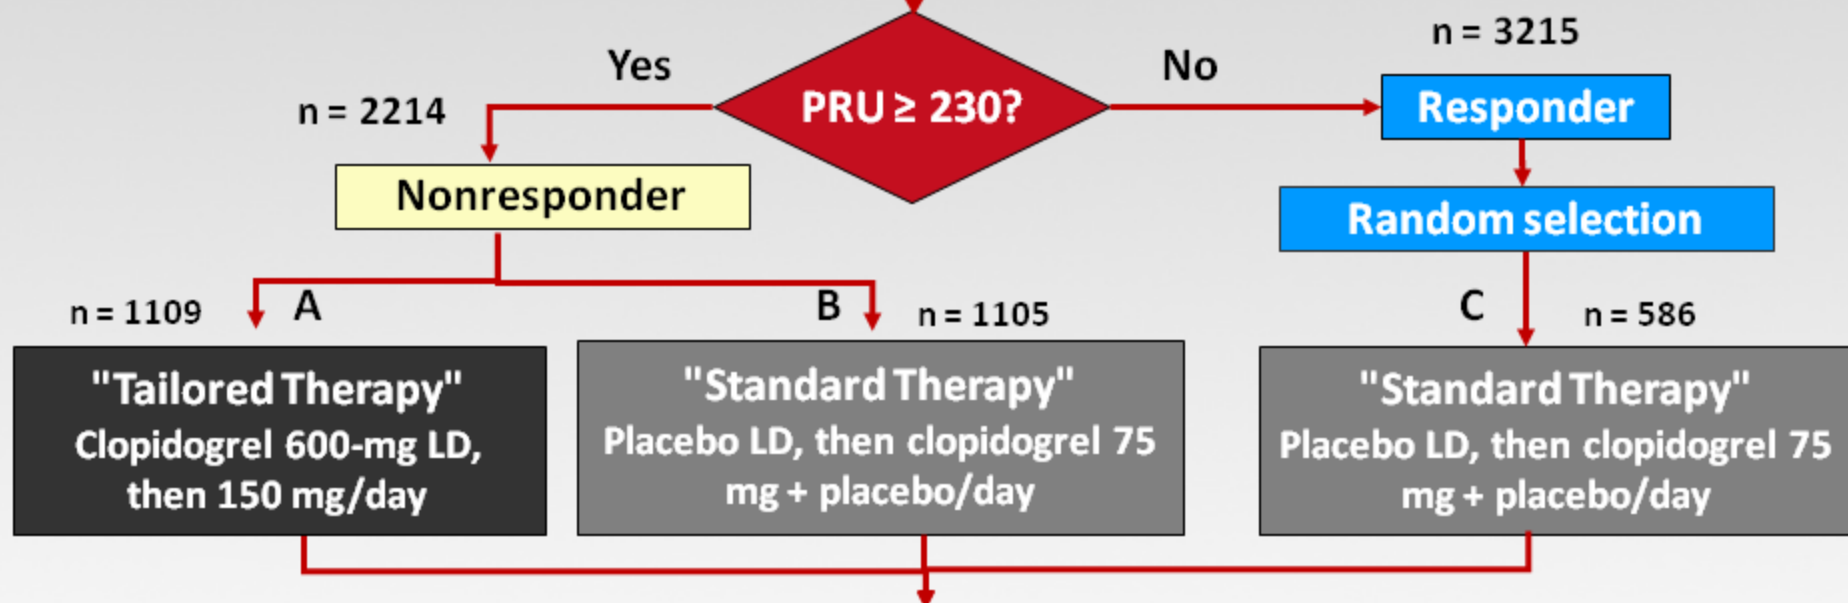 n = 3215
Yes
No
PRU ≥ 230?
n = 2214
Responder
Nonresponder
Random selection
n = 1109
A
B
n = 1105
C
n = 586
"Tailored Therapy"
Clopidogrel 600-mg LD,
then 150 mg/day
"Standard Therapy"
Placebo LD, then clopidogrel 75
mg + placebo/day
"Standard Therapy"
Placebo LD, then clopidogrel 75
mg + placebo/day